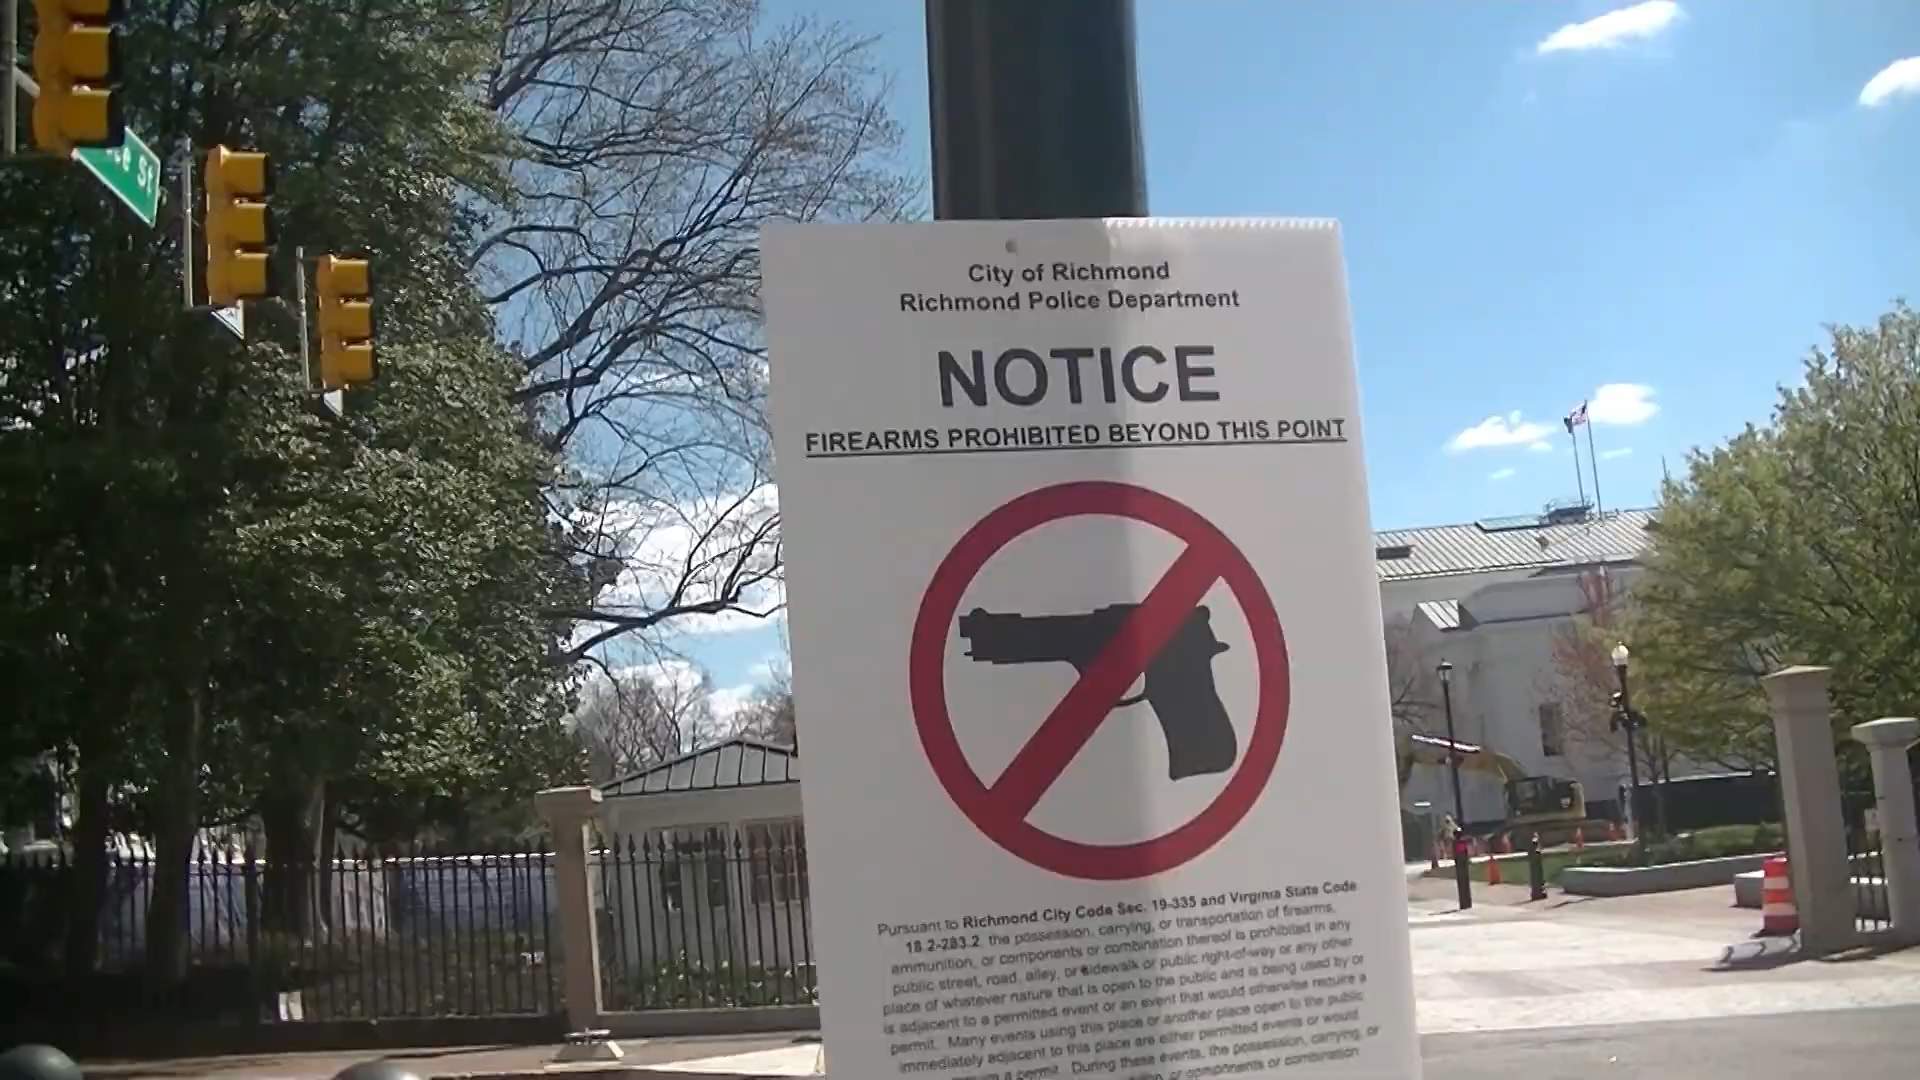 St
City of Richmond
Richmond Police Department
NOTICE
FIREARMS PROHIBITED BEYOND THIS POINT
Pursuant to Richmond City Code Sec. 19-335 and Virginia State Code
18.2-283.2, the possession, carrying, or transportation of firearms,
ammunition, or components or combination thereof is prohibited in any
public street, road, alley, or sidewalk or public right-of-way or any other
place of whatever nature that is open to the public and is being used by or
is adjacent to a permitted event or an event that would otherwise require a
permit. Many events using this place or another place open to the public
immediately adjacent to this place are either permitted events or would
a permit. During these events, the possession, carrying, or
or components or combination